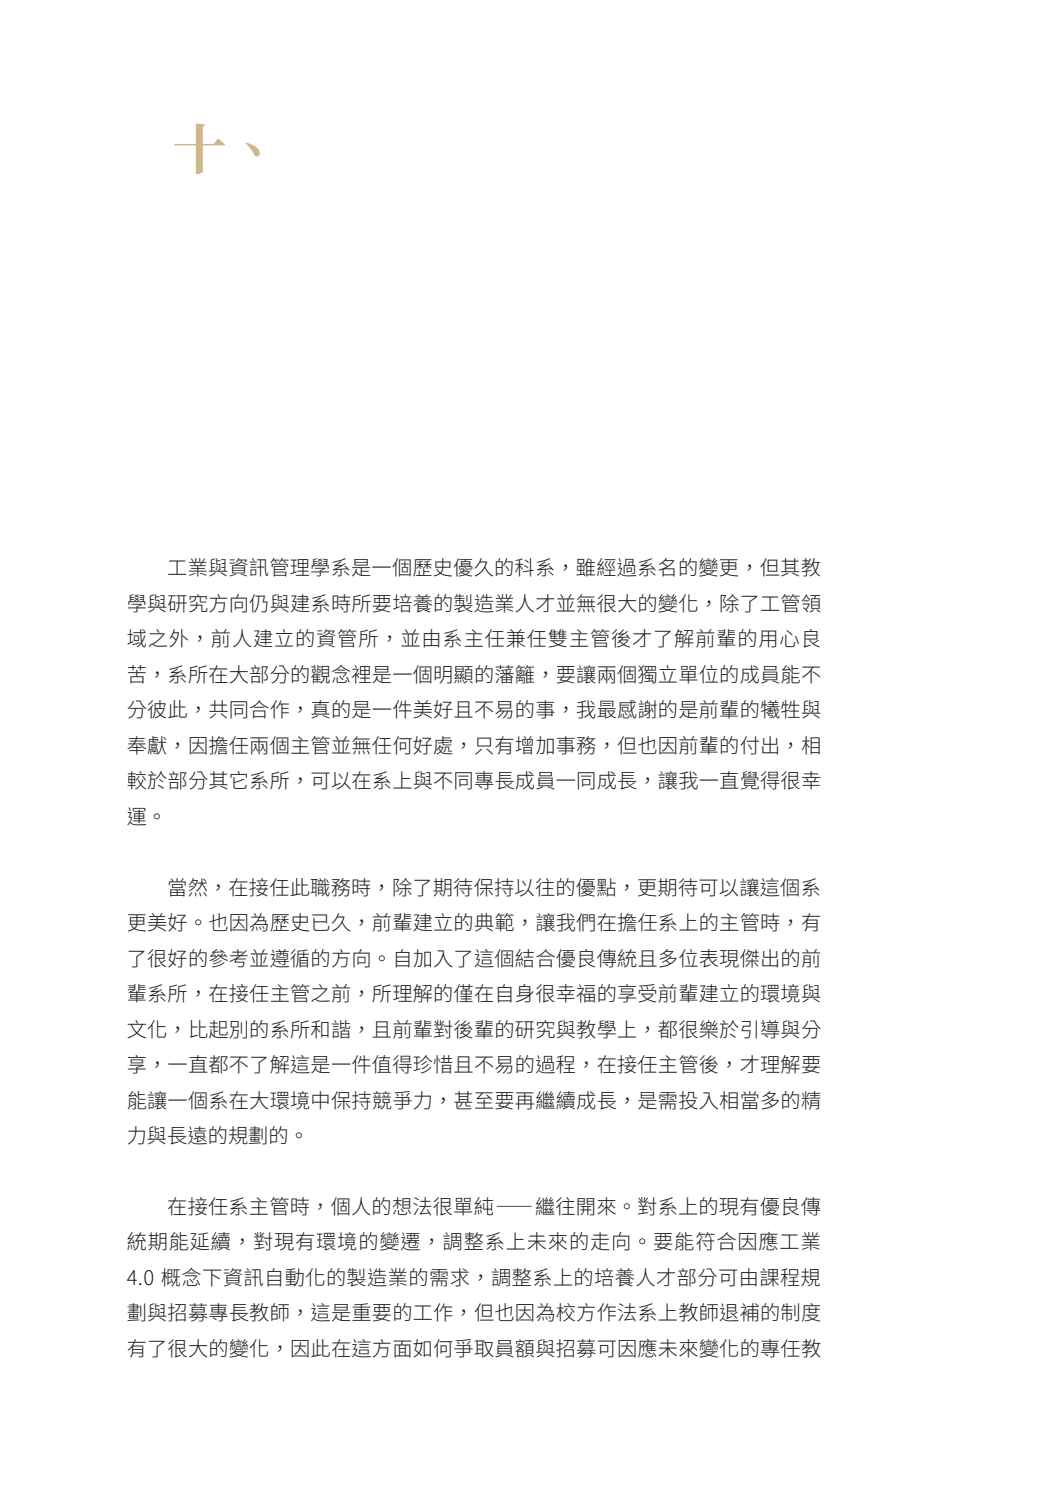 十、
工業與資訊管理學系是一個歷史優久的科系，雖經過系名的變更，但其教
學與研究方向仍與建系時所要培養的製造業人才並無很大的變化，除了工管領
域之外，前人建立的資管所，並由系主任兼任雙主管後才了解前輩的用心良
苦，系所在大部分的觀念裡是一個明顯的藩籬，要讓兩個獨立單位的成員能不
分彼此，共同合作，真的是一件美好且不易的事，我最感謝的是前輩的犧牲與
奉獻，因擔任兩個主管並無任何好處，只有增加事務，但也因前輩的付出，相
較於部分其它系所，可以在系上與不同專長成員一同成長，讓我一直覺得很幸
運。
當然，在接任此職務時，除了期待保持以往的優點，更期待可以讓這個系
更美好。也因為歷史已久，前輩建立的典範，讓我們在擔任系上的主管時，有
了很好的參考並遵循的方向。自加入了這個結合優良傳統且多位表現傑出的前
輩系所，在接任主管之前，所理解的僅在自身很幸福的享受前輩建立的環境與
文化，比起別的系所和諧，且前輩對後輩的研究與教學上，都很樂於引導與分
享，一直都不了解這是一件值得珍惜且不易的過程，在接任主管後，才理解要
能讓一個系在大環境中保持競爭力，甚至要再繼續成長，是需投入相當多的精
力與長遠的規劃的。
在接任系主管時，個人的想法很單純——繼往開來。對系上的現有優良傳
統期能延續，對現有環境的變遷，調整系上未來的走向。要能符合因應工業
4.0 概念下資訊自動化的製造業的需求，調整系上的培養人才部分可由課程規
劃與招募專長教師，這是重要的工作，但也因為校方作法系上教師退補的制度
有了很大的變化，因此在這方面如何爭取員額與招募可因應未來變化的專任教